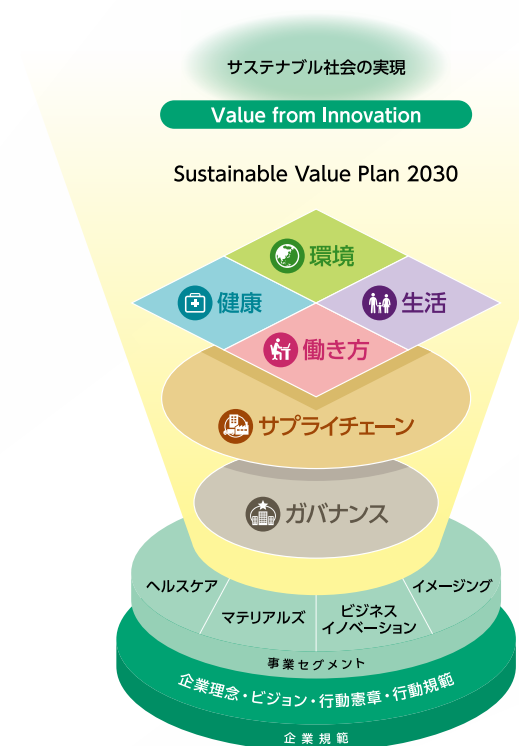 サステナブル社会の実現
Value from Innovation
Sustainable Value Plan 2030
環境
健康
生活
働き方
サプライチェーン
ガバナンス
ヘルスケア
マテリアルズ
ビジネス
イノベーション
イメージング
事業セグメント
企業理念・ビジョン・行動憲章・行動規範
企業規範